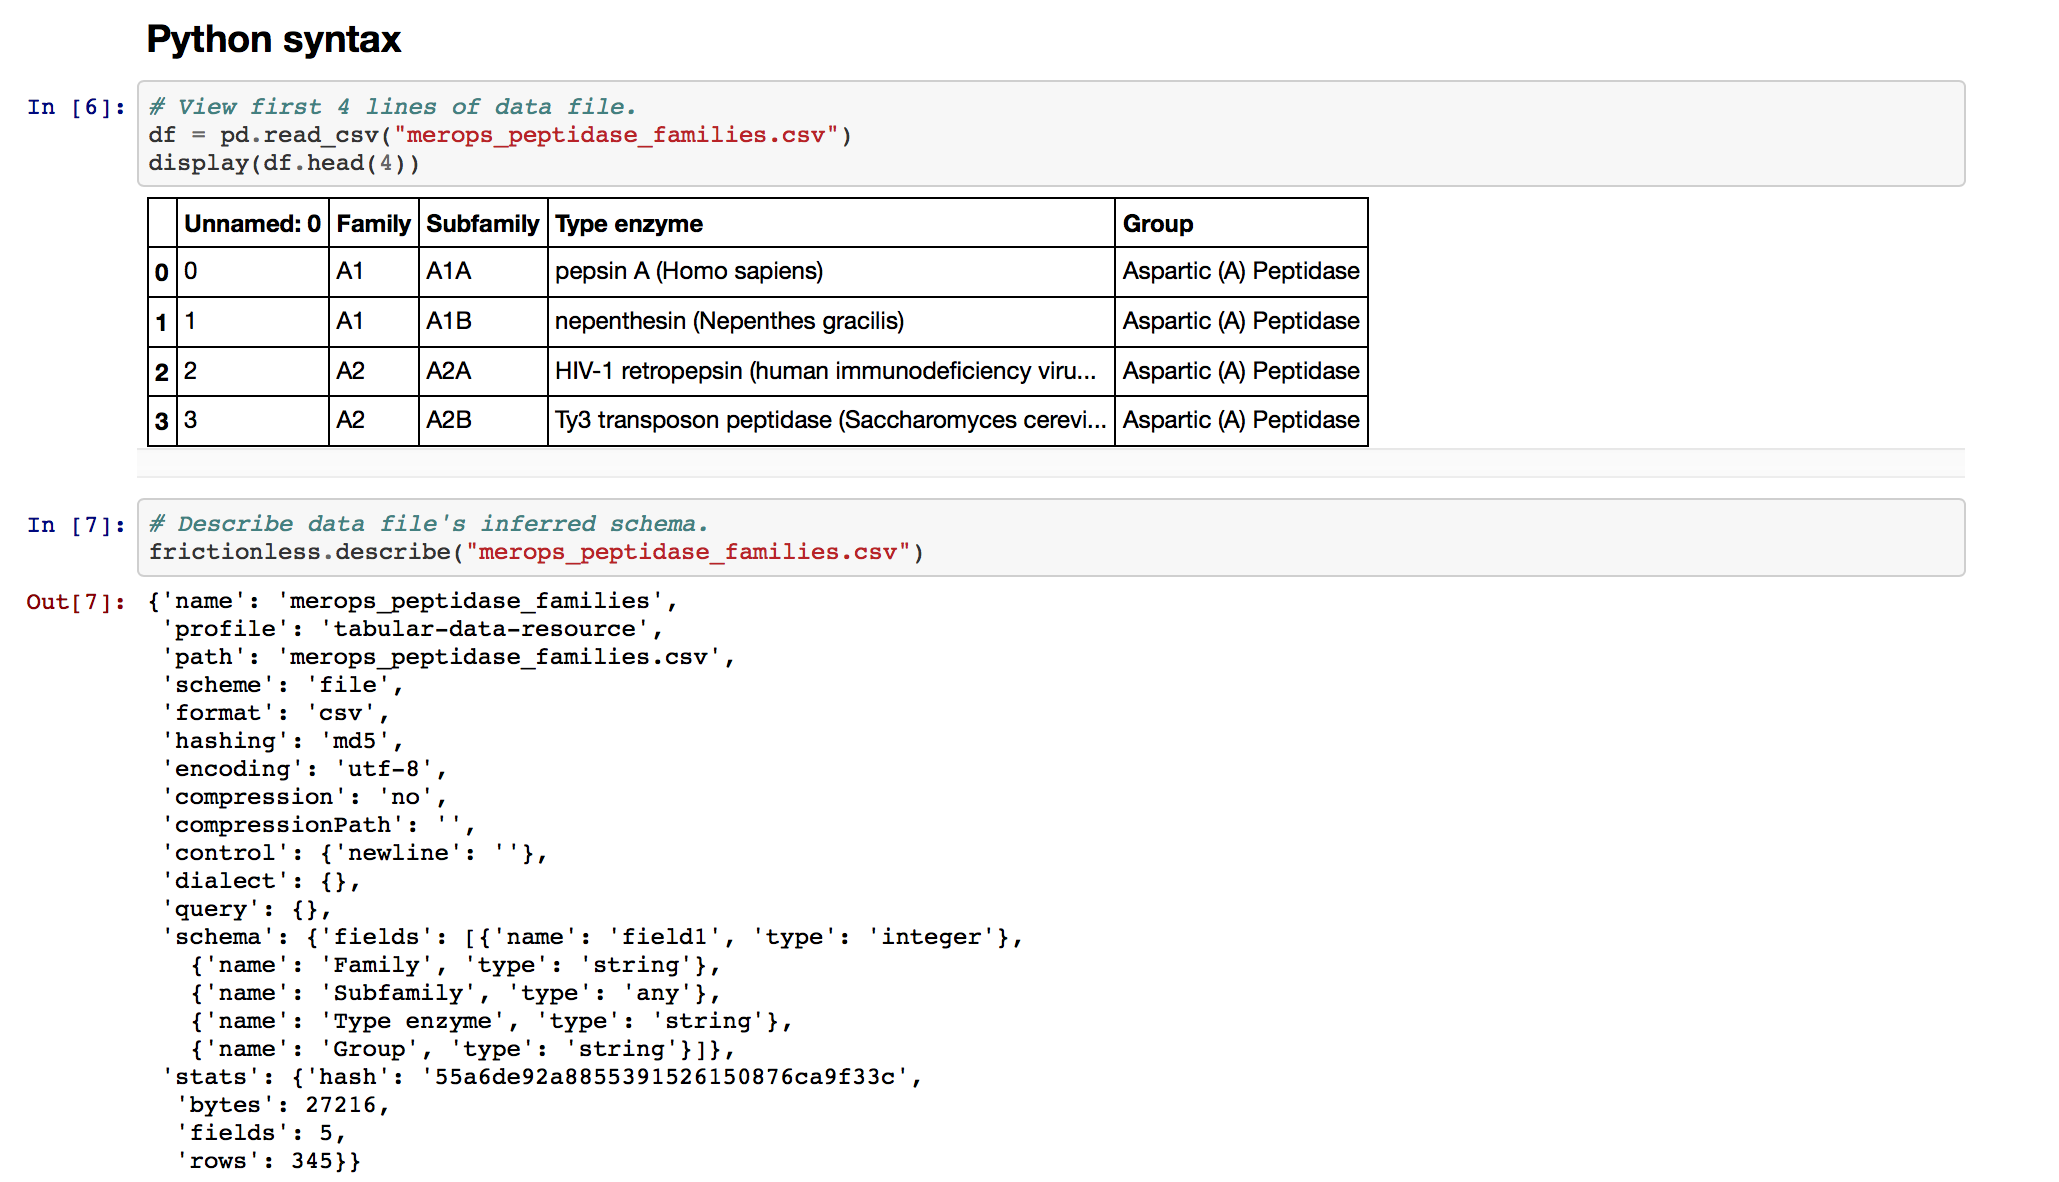 Python syntax
In [6]:
# View first 4 lines of data file.
df = pd.read_csv("merops_peptidase_families.csv")
display(df.head(4))
Unnamed: 0 Family Subfamily Type enzyme Group
0 0 A1 A1A pepsin A (Homo sapiens) Aspartic (A) Peptidase
1 1 A1 A1B nepenthesin (Nepenthes gracilis) Aspartic (A) Peptidase
2 2 A2 A2A HIV-1 retropepsin (human immunodeficiency viru... Aspartic (A) Peptidase
3 3 A2 A2B Ty3 transposon peptidase (Saccharomyces cerevi... Aspartic (A) Peptidase
In [7]:
# Describe data file's inferred schema.
frictionless.describe("merops_peptidase_families.csv")
Out[7]: {'name': 'merops_peptidase_families',
'profile': 'tabular-data-resource',
'path': 'merops_peptidase_families.csv',
'scheme': 'file',
'format': 'csv',
'hashing': 'md5',
'encoding': 'utf-8',
'compression': 'no',
'compressionPath': '',
'control': {'newline': ''},
'dialect': {},
'query': {},
'schema': {'fields': [{'name': 'field1', 'type': 'integer'},
{'name': 'Family', 'type': 'string'},
{'name': 'Subfamily', 'type': 'any'},
{'name': 'Type enzyme', 'type': 'string'},
{'name': 'Group', 'type': 'string'}]},
'stats': {'hash': '55a6de92a8855391526150876ca9f33c',
'bytes': 27216,
'fields': 5,
'rows': 345}}